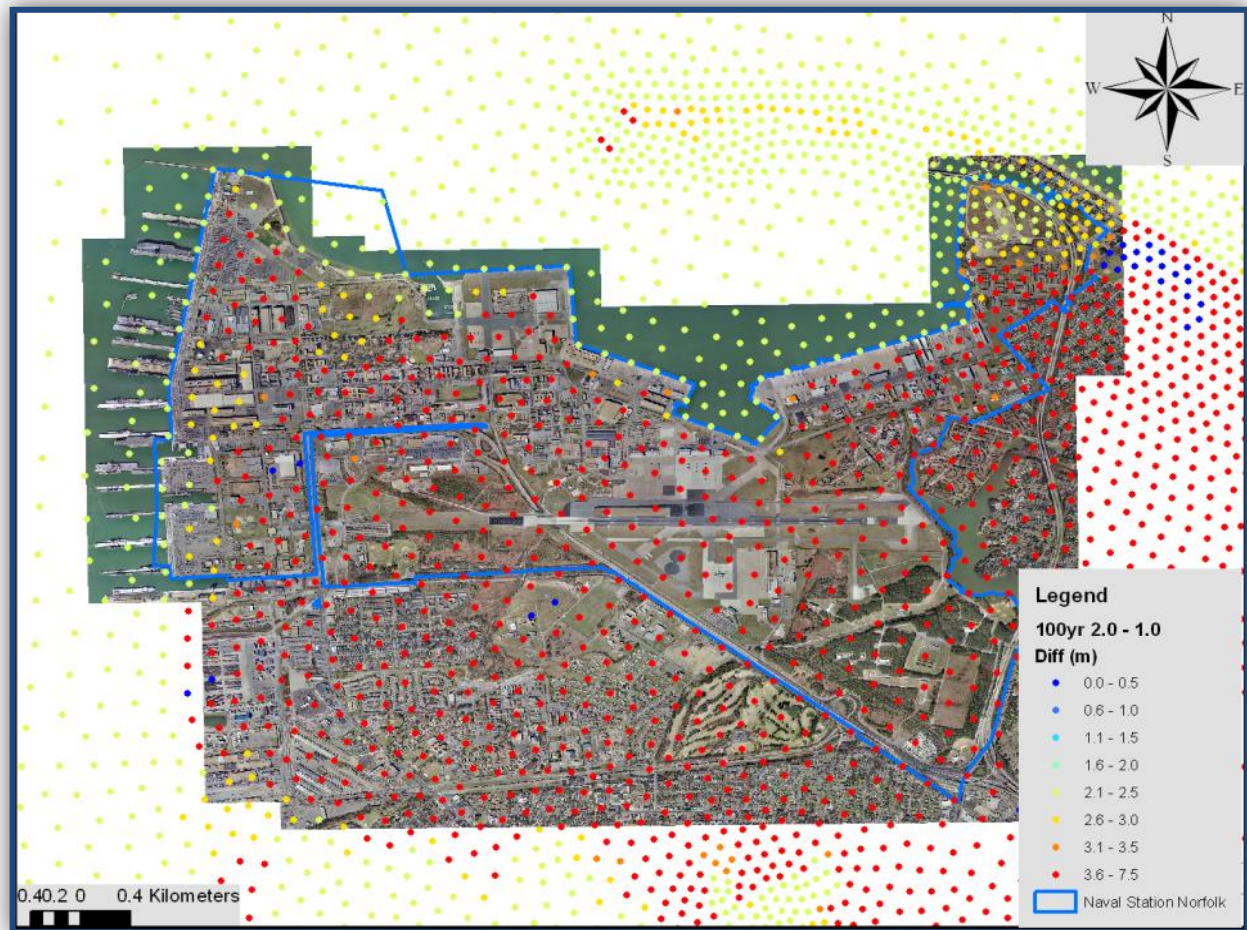 N
W
E
S
Legend
100yr 2.0 - 1.0
Diff (m)
0.0 - 0.5
0.6 - 1.0
1.1 - 1.5
1.6 - 2.0
2.1 - 2.5
2.6 - 3.0
3.1 - 3.5
3.6 - 7.5
Naval Station Norfolk
0.40.2 0 0.4 Kilometers